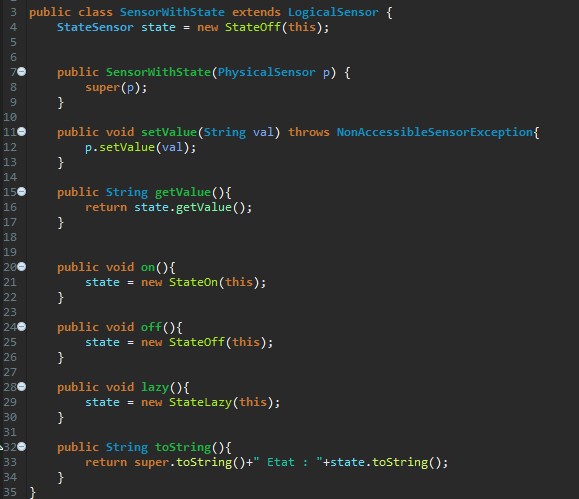 3 public class SensorWithState extends LogicalSensor {
4     StateSensor state = new StateOff(this);
5
6
7     public SensorWithState(PhysicalSensor p) {
8         super(p);
9     }
10
11     public void setValue(String val) throws NonAccessibleSensorException{
12         p.setValue(val);
13     }
14
15     public String getValue(){
16         return state.getValue();
17     }
18
19
20     public void on(){
21         state = new StateOn(this);
22     }
23
24     public void off(){
25         state = new StateOff(this);
26     }
27
28     public void lazy(){
29         state = new StateLazy(this);
30     }
31
32     public String toString(){
33         return super.toString()+" Etat : "+state.toString();
34     }
35 }